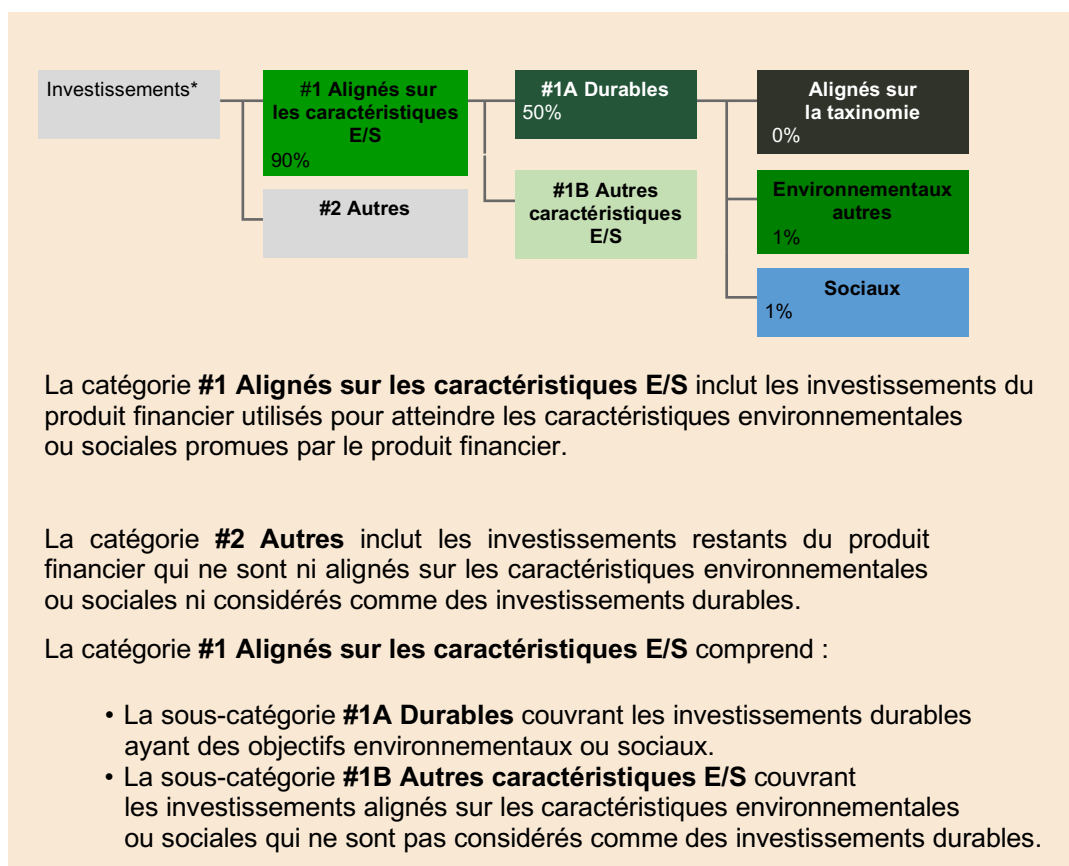 Investissements*
#1 Alignés sur
les caractéristiques
E/S
90%
#2 Autres
#1A Durables
50%
#1B Autres
caractéristiques
E/S
Alignés sur
la taxinomie
0%
Environnementaux
autres
1%
Sociaux
1%
La catégorie #1 Alignés sur les caractéristiques E/S inclut les investissements du
produit financier utilisés pour atteindre les caractéristiques environnementales
ou sociales promues par le produit financier.
La catégorie #2 Autres inclut les investissements restants du produit
financier qui ne sont ni alignés sur les caractéristiques environnementales
ou sociales ni considérés comme des investissements durables.
La catégorie #1 Alignés sur les caractéristiques E/S comprend :
• La sous-catégorie #1A Durables couvrant les investissements durables
ayant des objectifs environnementaux ou sociaux.
• La sous-catégorie #1B Autres caractéristiques E/S couvrant
les investissements alignés sur les caractéristiques environnementales
ou sociales qui ne sont pas considérés comme des investissements durables.